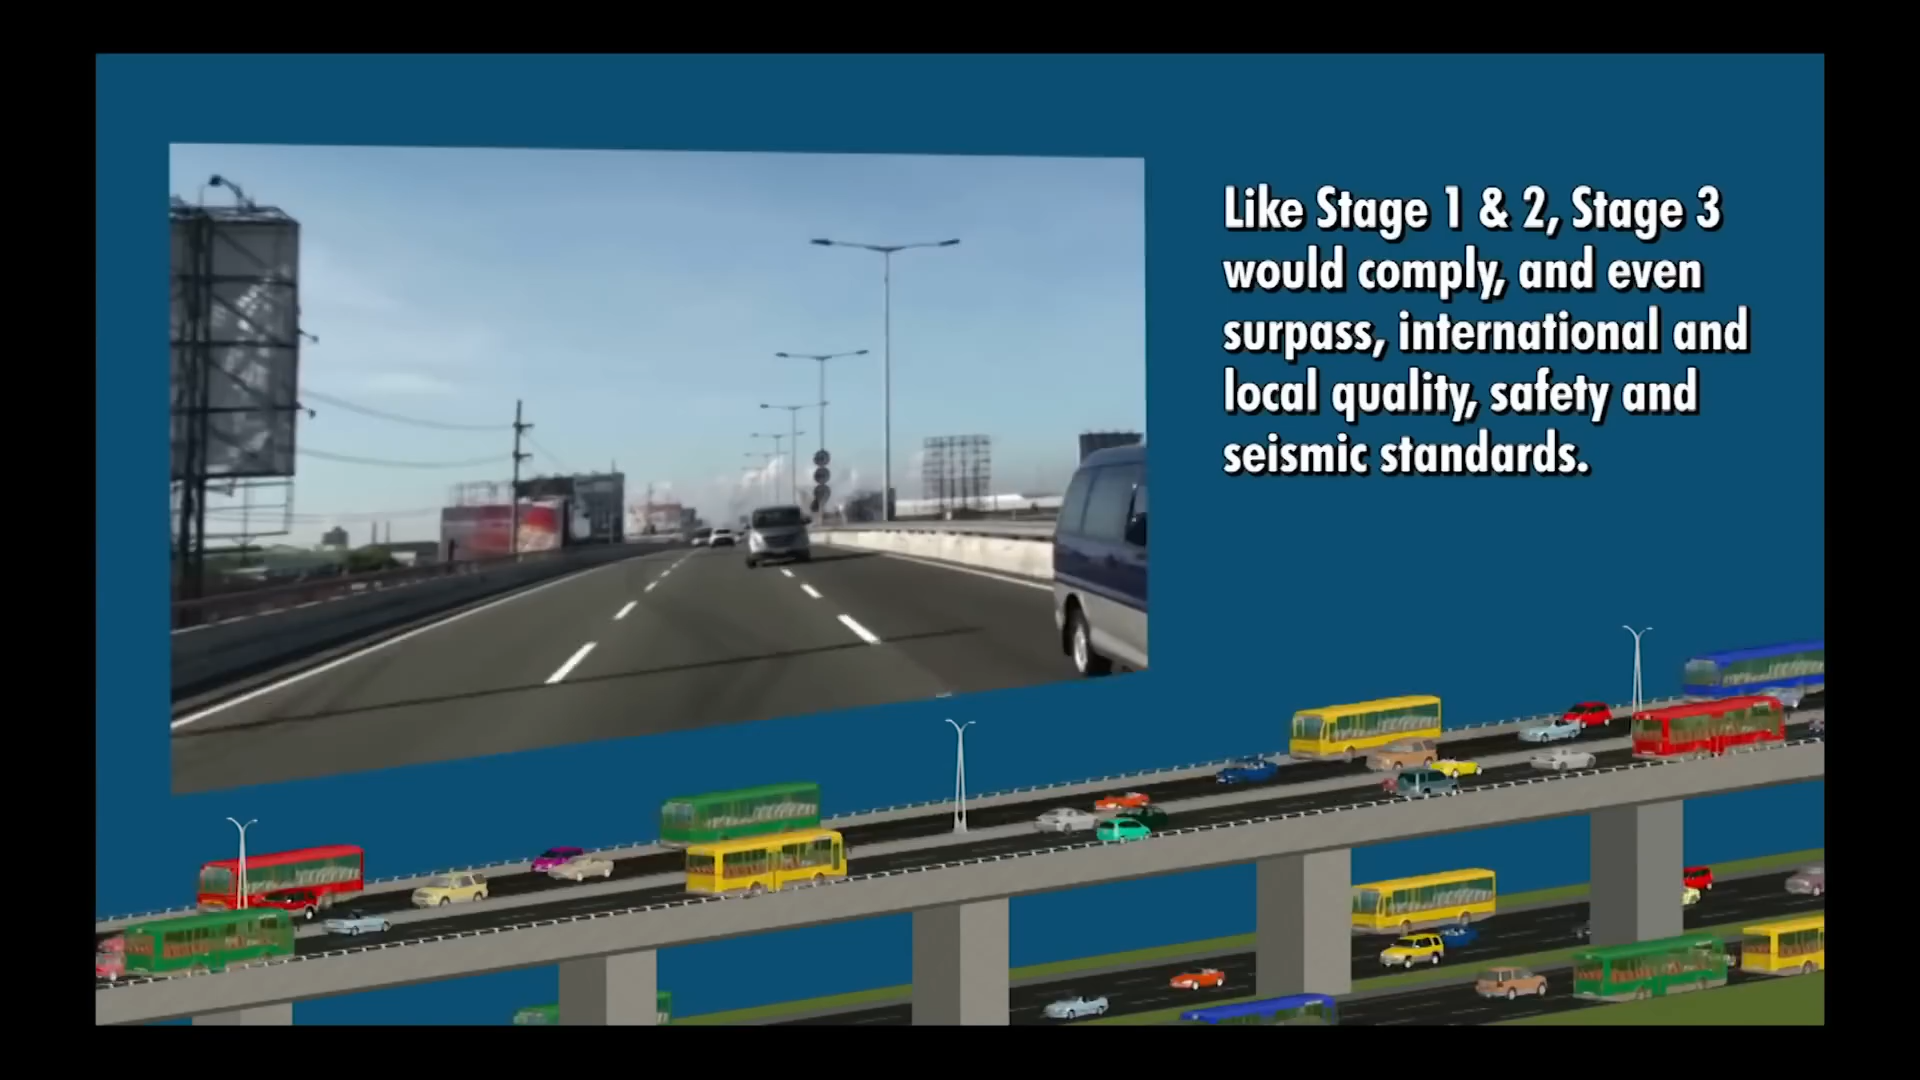 Like Stage 1 & 2, Stage 3
would comply, and even
surpass, international and
local quality, safety and
seismic standards.